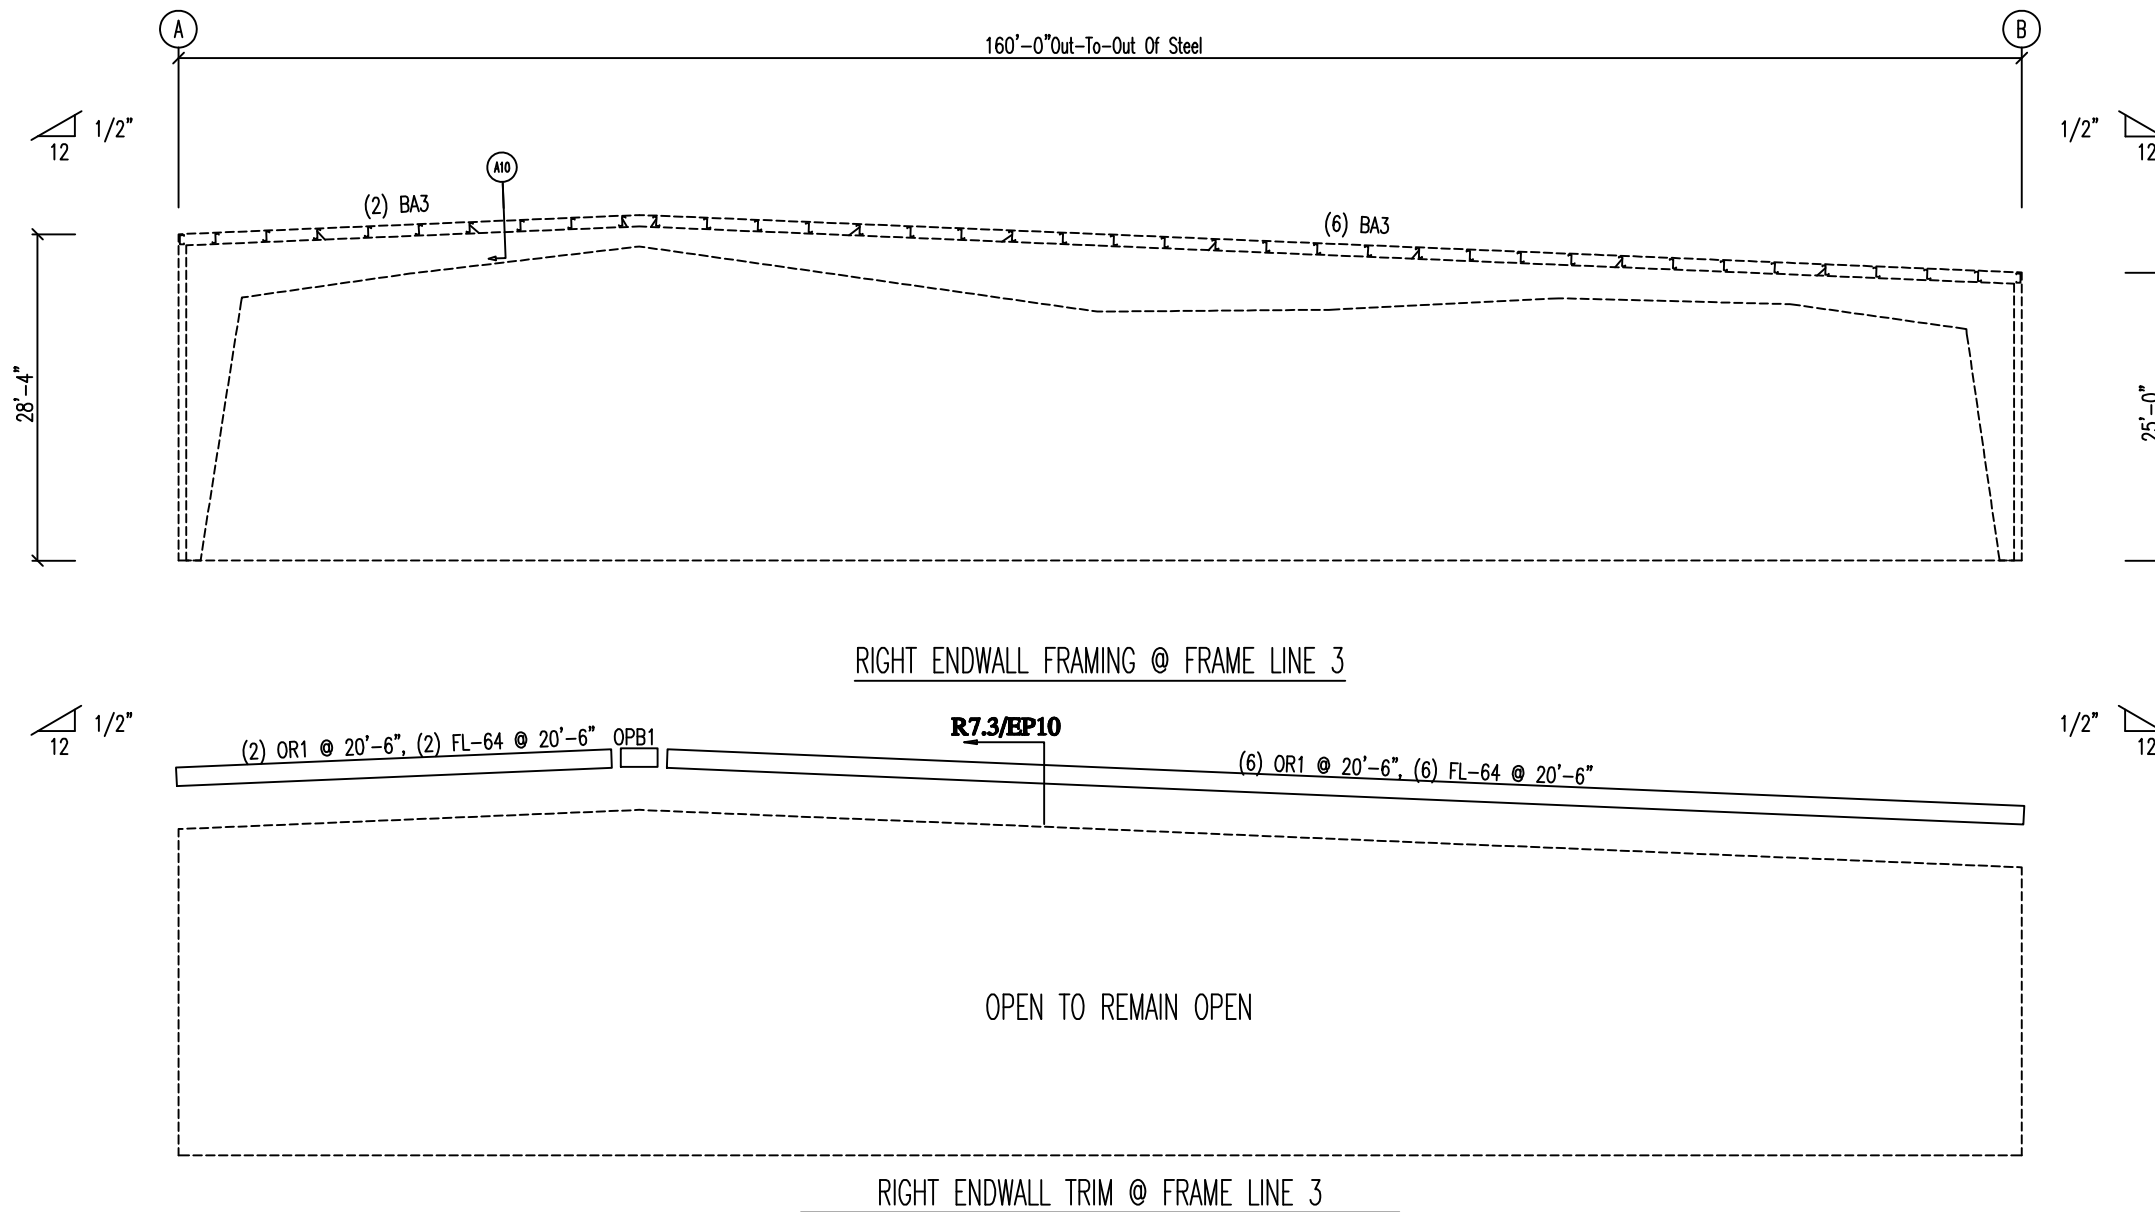 A
B
160'-0"Out-To-Out Of Steel
1/2"
12
1/2"
12
A10
(2) BA3
(6) BA3
28'-4"
25'-0"
RIGHT ENDWALL FRAMING @ FRAME LINE 3
1/2"
12
1/2"
12
R7.3/EP10
(2) OR1 @ 20'-6", (2) FL-64 @ 20'-6"
OPB1
(6) OR1 @ 20'-6", (6) FL-64 @ 20'-6"
OPEN TO REMAIN OPEN
RIGHT ENDWALL TRIM @ FRAME LINE 3